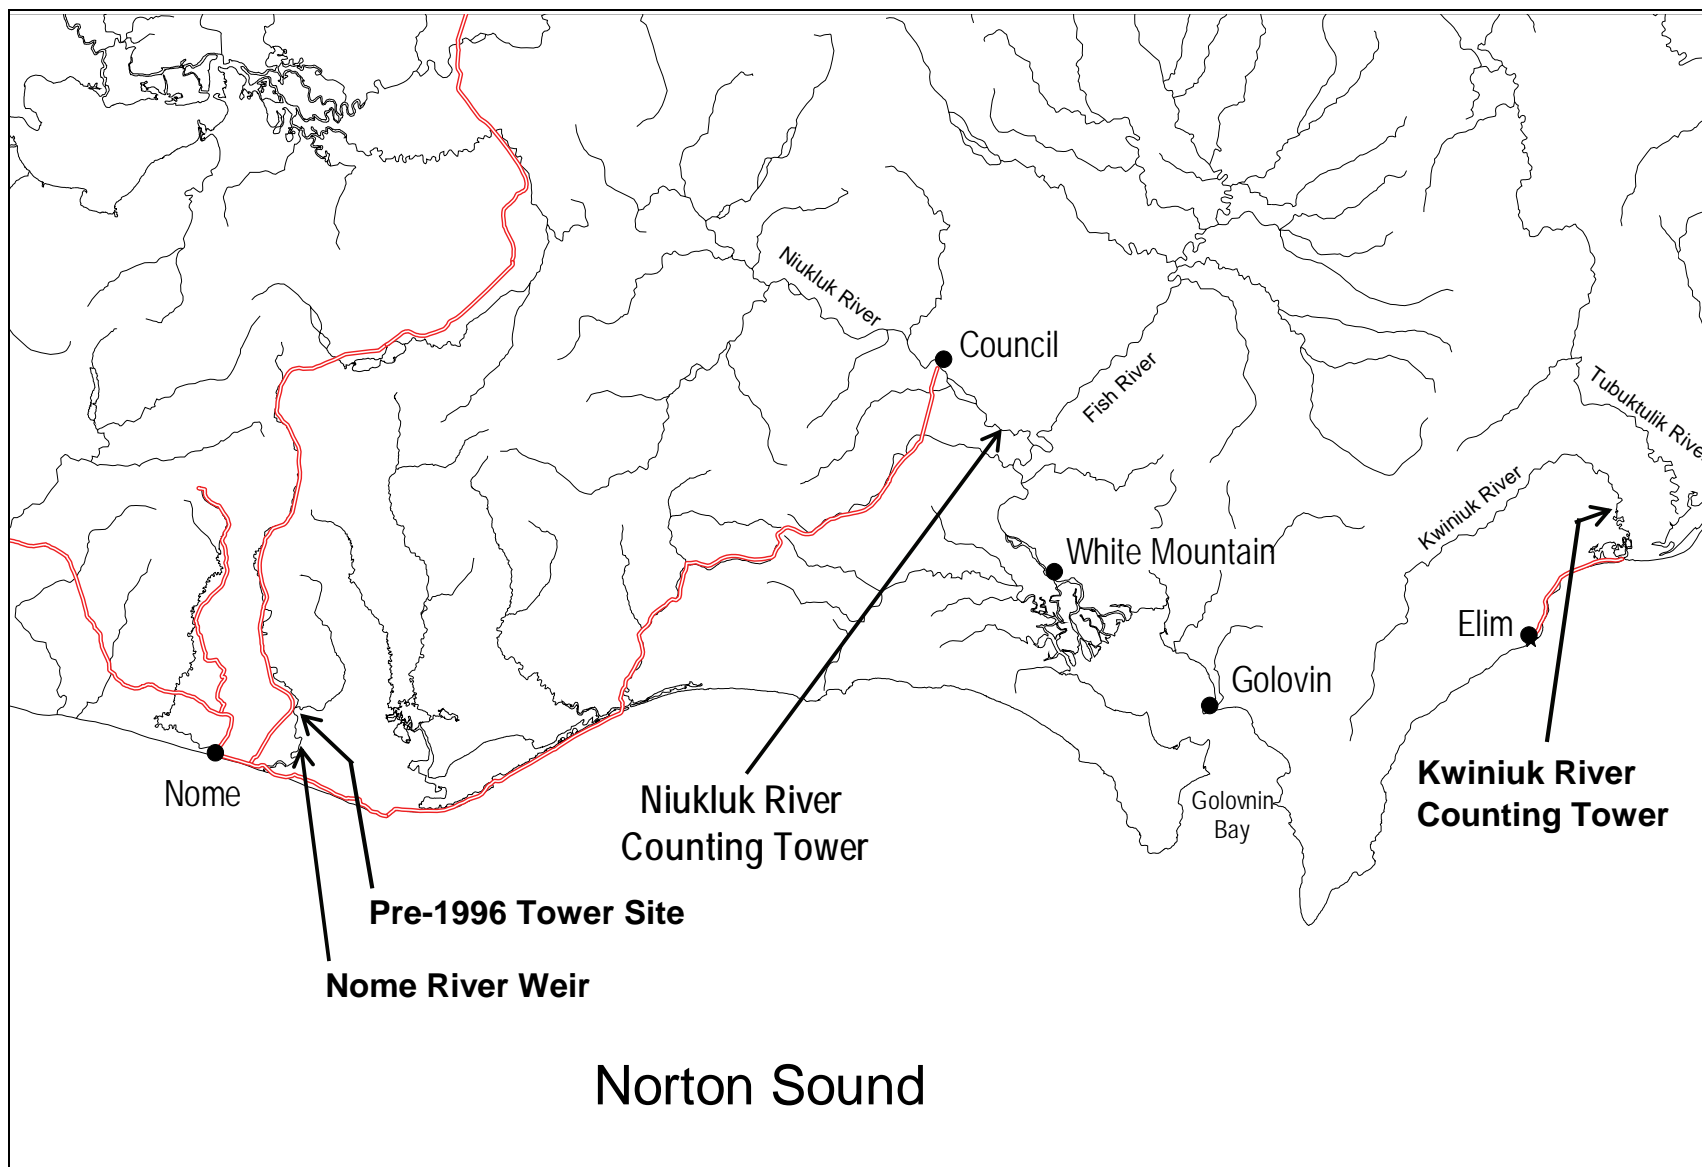 Niukluk River
Council
Fish River
Tubuktulik River
Kwiniuk River
White Mountain
Elim
Golovin
Nome
Niukluk River
Counting Tower
Golovnin
Bay
Kwiniuk River
Counting Tower
Pre-1996 Tower Site
Nome River Weir
Norton Sound